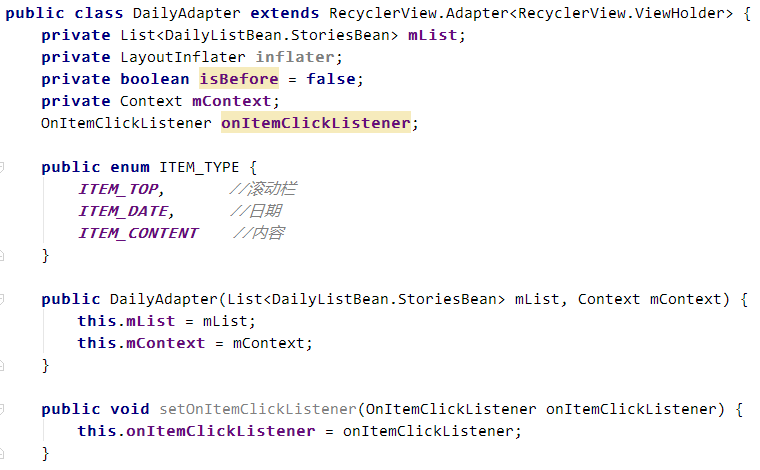 public class DailyAdapter extends RecyclerView.Adapter<RecyclerView.ViewHolder> {
    private List<DailyListBean.StoriesBean> mList;
    private LayoutInflater inflater;
    private boolean isBefore = false;
    private Context mContext;
    OnItemClickListener onItemClickListener;

    public enum ITEM_TYPE {
        ITEM_TOP,       //滚动栏
        ITEM_DATE,      //日期
        ITEM_CONTENT    //内容
    }

    public DailyAdapter(List<DailyListBean.StoriesBean> mList, Context mContext) {
        this.mList = mList;
        this.mContext = mContext;
    }

    public void setOnItemClickListener(OnItemClickListener onItemClickListener) {
        this.onItemClickListener = onItemClickListener;
    }